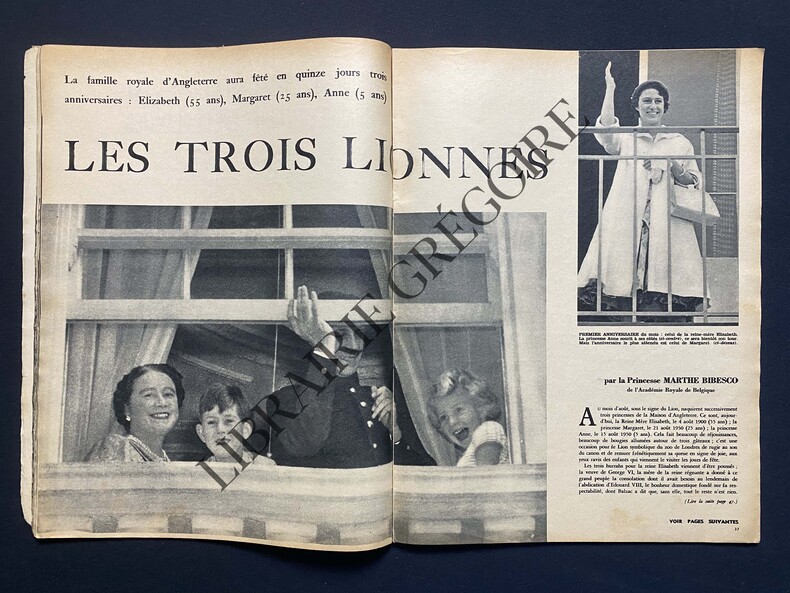 La famille royale d'Angleterre aura fêté en quinze jours trois
anniversaires : Elizabeth (55 ans), Margaret (25 ans), Anne (5 ans)
LES TROIS LIONNES
LIBRAIRIE GRÉGOIRE
PREMIER ANNIVERSAIRE du mois : celui de la reine-mère Elizabeth.
La princesse Anne sourit à ses côtés (ci-contre), ce sera bientôt son tour.
Mais l'anniversaire le plus attendu est celui de Margaret (ci-dessus).
par la Princesse MARTHE BIBESCO
de l'Académie Royale de Belgique
AU mois d'août, sous le signe du Lion, naquirent successivement
trois princesses de la Maison d'Angleterre. Ce sont, aujour-
d'hui, la Reine Mère Elisabeth, le 4 août 1900 (55 ans) ; la
princesse Margaret, le 21 août 1930 (25 ans) ; la princesse
Anne, le 15 août 1950 (5 ans). Cela fait beaucoup de réjouissances,
beaucoup de bougies allumées autour de trois gâteaux ; c'est une
occasion pour le Lion symbolique du zoo de Londres de rugir au son
du canon et de remuer frénétiquement sa queue en signe de joie, aux
yeux ravis des enfants qui viennent le visiter les jours de fête.
Les trois hurrahs pour la reine Elisabeth viennent d'être poussés ;
la veuve de George VI, la mère de la reine régnante a donné à ce
grand peuple la consolation dont il avait besoin au lendemain de
l'abdication d'Edouard VIII, le bonheur domestique fondé sur la res-
pectabilité, dont Balzac a dit que, sans elle, tout le reste n'est rien.
(Lire la suite page 47.)
VOIR PAGES SUIVANTES
37